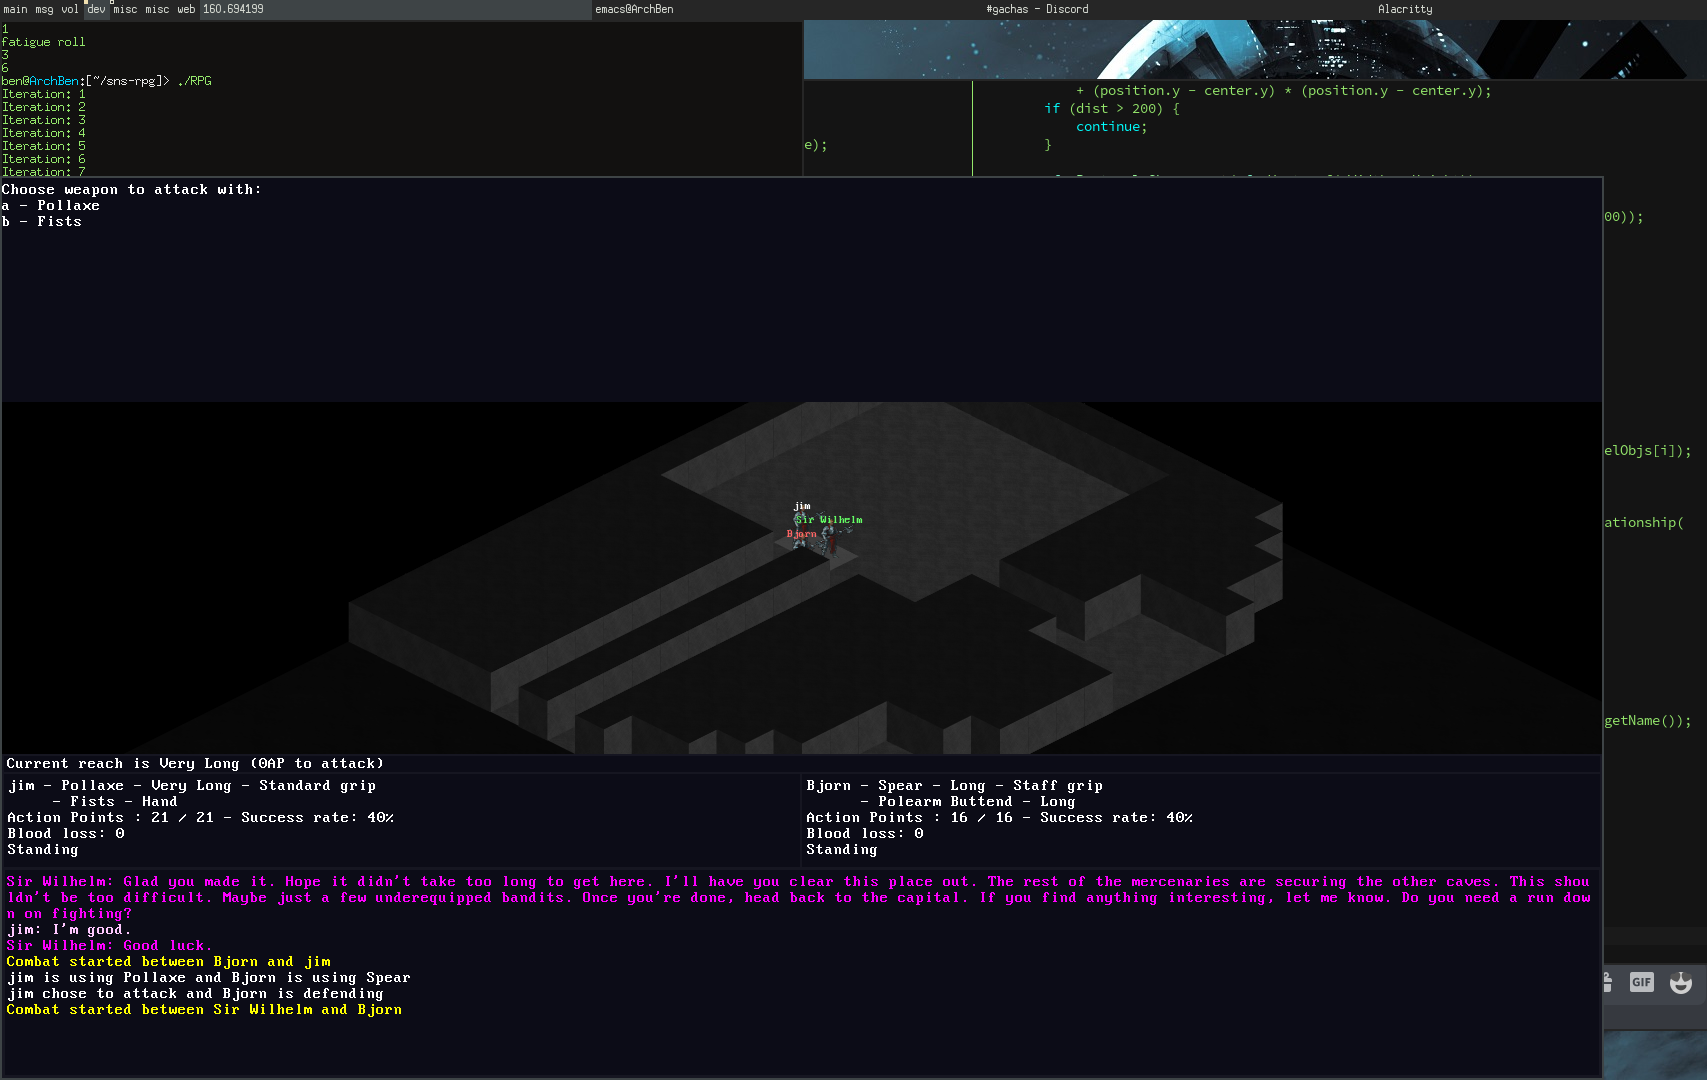 main msg vol dev misc misc web 160.694199 emacs@ArchBen #gachas - Discord Alacritty
1
fatigue roll
3
6
ben@ArchBen:[~/sns-rpg]> ./RPG
Iteration: 1
Iteration: 2
Iteration: 3
Iteration: 4
Iteration: 5
Iteration: 6
Iteration: 7
+ (position.y - center.y) * (position.y - center.y);
if (dist > 200) {
continue;
}
e);
00));
elObjs[i]);
ationship(
getName());
Choose weapon to attack with:
a - Pollaxe
b - Fists
jim
Sir Wilhelm
Bjorn
Current reach is Very Long (0AP to attack)
jim - Pollaxe - Very Long - Standard grip
- Fists - Hand
Action Points : 21 / 21 - Success rate: 40%
Blood loss: 0
Standing
Bjorn - Spear - Long - Staff grip
- Polearm Buttend - Long
Action Points : 16 / 16 - Success rate: 40%
Blood loss: 0
Standing
Sir Wilhelm: Glad you made it. Hope it didn't take too long to get here. I'll have you clear this place out. The rest of the mercenaries are securing the other caves. This shou
ldn't be too difficult. Maybe just a few underequipped bandits. Once you're done, head back to the capital. If you find anything interesting, let me know. Do you need a run dow
n on fighting?
jim: I'm good.
Sir Wilhelm: Good luck.
Combat started between Bjorn and jim
jim is using Pollaxe and Bjorn is using Spear
jim chose to attack and Bjorn is defending
Combat started between Sir Wilhelm and Bjorn
GIF